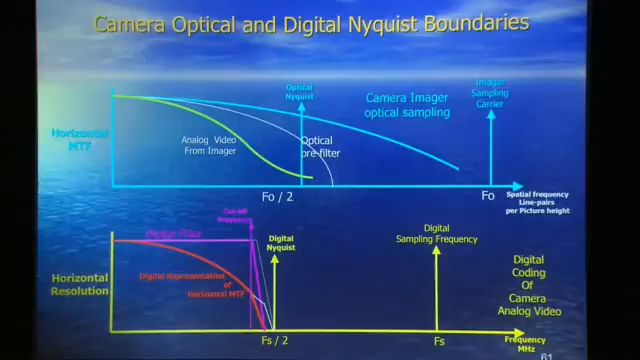 Camera Optical and Digital Nyquist Boundaries
Optical
Nyquist
Imager
Sampling
Carrier
Camera Imager
optical sampling
Horizontal
MTF
Analog Video
From Imager
Optical
pre-filter
Fo / 2
Fo
Spatial frequency
Line-pairs
per Picture height
Cut-off
Frequency
Digital Filter
Digital
Nyquist
Digital
Sampling Frequency
Digital
Coding
Of
Camera
Analog Video
Horizontal
Resolution
Digital Representation
of
Horizontal MTF
Fs / 2
Fs
Frequency
MHz
61